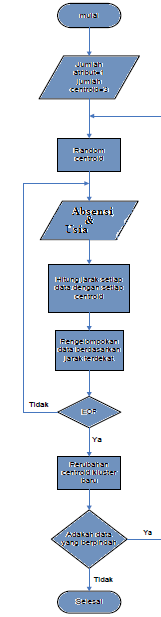 mulai
Jumlah
atribut=
jumlah
centroid=3
Random
centroid
Absensi
&
Usia
Hitung jarak setiap
data dengan setiap
centroid
Pengelompokan
data berdasarkan
jarak terdekat
Tidak
EOF
Ya
Perubahan
centroid kluster
baru
Adakah data
yang berpindah
Ya
Tidak
Selesai